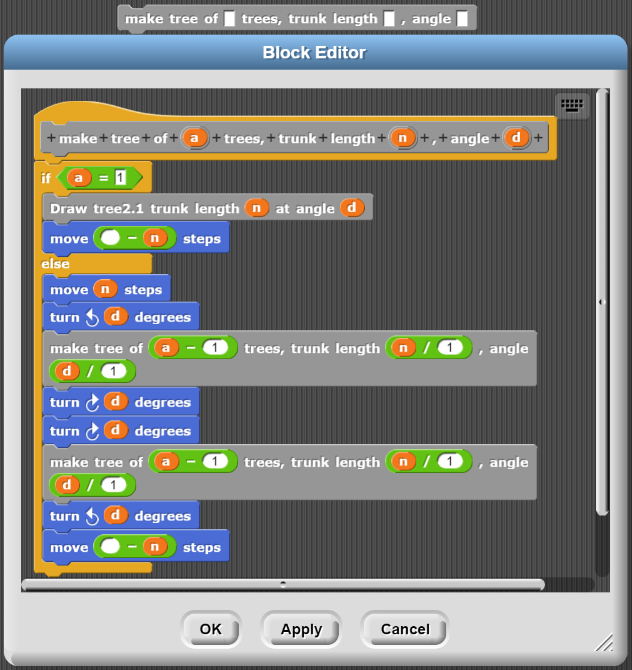 make tree of trees, trunk length , angle
Block Editor
+ make + tree + of + a + trees, + trunk + length + n + , + angle + d +
if a = 1
Draw tree2.1 trunk length n at angle d
move - n steps
else
move n steps
turn d degrees
make tree of a - 1 trees, trunk length n / 1 , angle
d / 1
turn d degrees
turn d degrees
make tree of a - 1 trees, trunk length n / 1 , angle
d / 1
turn d degrees
move - n steps
OK Apply Cancel